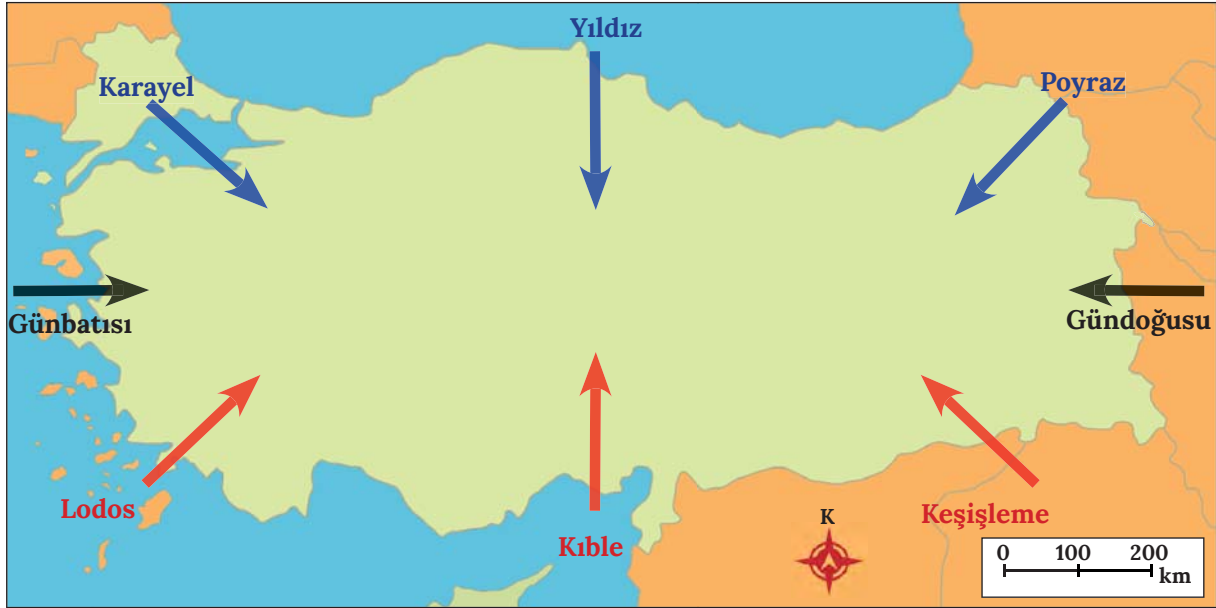 Yıldız
Karayel
Poyraz
Günbatısı
Gündoğusu
Lodos
Kıble
Keşişleme
K
0 100 200
km